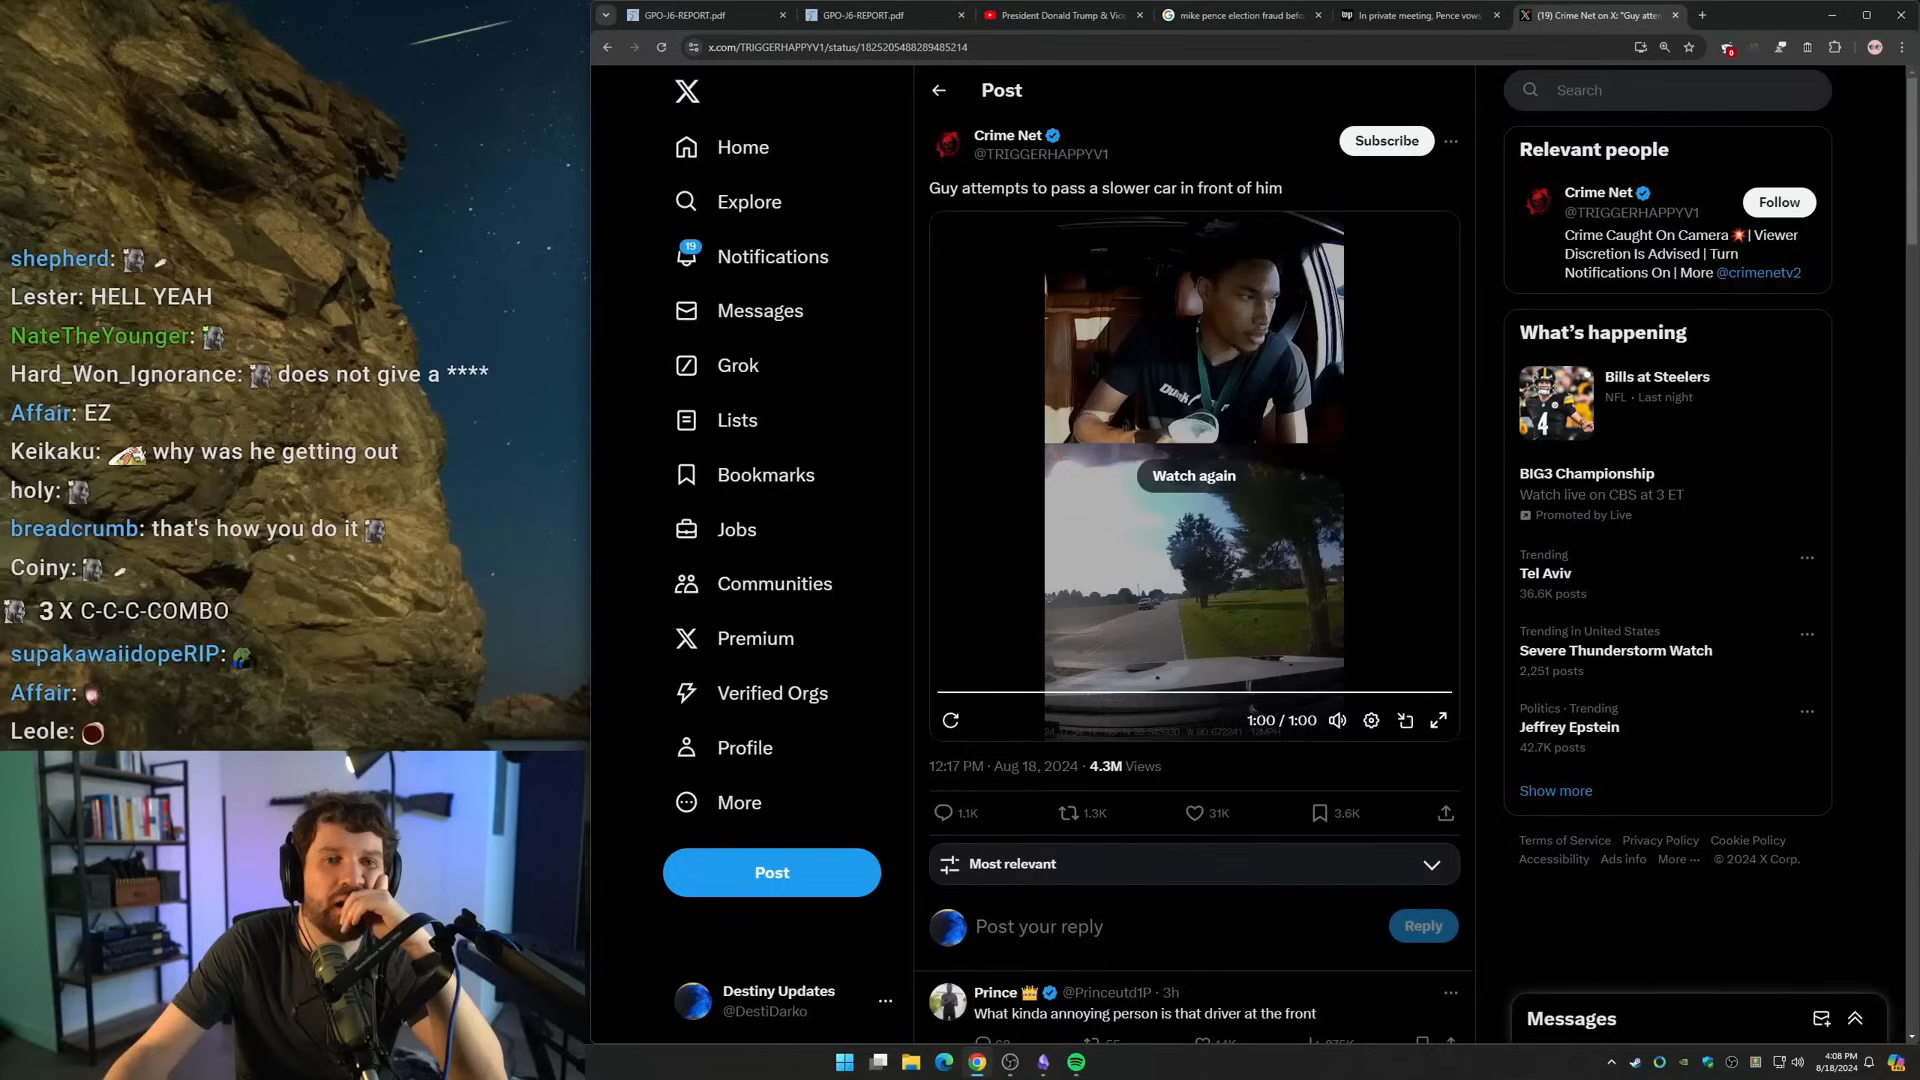 shepherd:
Lester: HELL YEAH
NateTheYounger:
Hard_Won_Ignorance: does not give a ****
Affair: EZ
Keikaku: why was he getting out
holy:
breadcrumb: that's how you do it
Coiny:
3 X C-C-C-COMBO
supakawaiidopeRIP:
Affair:
Leole:
GPO-J6-REPORT.pdf
GPO-J6-REPORT.pdf
President Donald Trump & Vice
mike pence election fraud befo
In private meeting, Pence vows
(19) Crime Net on X: "Guy atten
x.com/TRIGGERHAPPYV1/status/1825205488289485214
Home
Explore
19
Notifications
Messages
Grok
Lists
Bookmarks
Jobs
Communities
Premium
Verified Orgs
Profile
More
Post
Destiny Updates
@DestiDarko
Post
Crime Net
@TRIGGERHAPPYV1
Subscribe
Guy attempts to pass a slower car in front of him
Watch again
1:00 / 1:00
12:17 PM · Aug 18, 2024 · 4.3M Views
1.1K
1.3K
31K
3.6K
Most relevant
Post your reply
Reply
Prince @Princeutd1P · 3h
What kinda annoying person is that driver at the front
Search
Relevant people
Crime Net
@TRIGGERHAPPYV1
Follow
Crime Caught On Camera | Viewer
Discretion Is Advised | Turn
Notifications On | More @crimenetv2
What's happening
Bills at Steelers
NFL · Last night
BIG3 Championship
Watch live on CBS at 3 ET
Promoted by Live
Trending
Tel Aviv
36.6K posts
Trending in United States
Severe Thunderstorm Watch
2,251 posts
Politics · Trending
Jeffrey Epstein
42.7K posts
Show more
Terms of Service Privacy Policy Cookie Policy
Accessibility Ads info More ··· © 2024 X Corp.
Messages
4:08 PM
8/18/2024